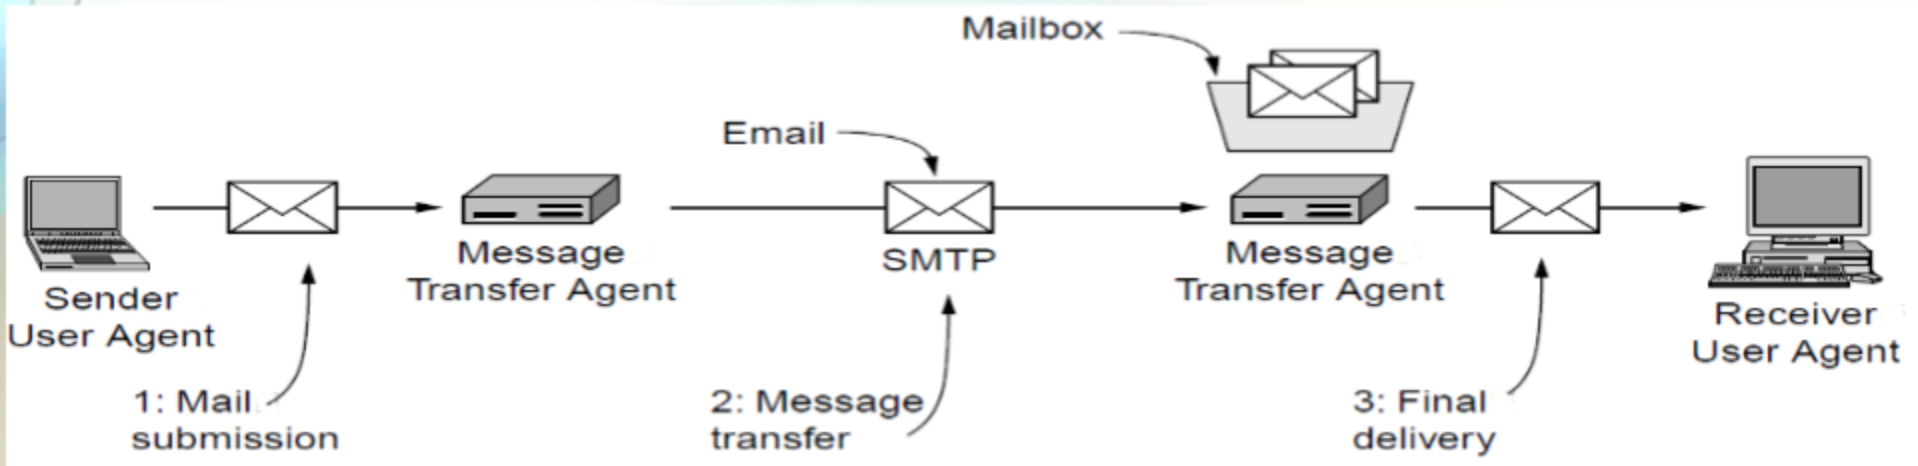 Mailbox
Email
Sender
User Agent
Message
Transfer Agent
SMTP
Message
Transfer Agent
Receiver
User Agent
1: Mail
submission
2: Message
transfer
3: Final
delivery